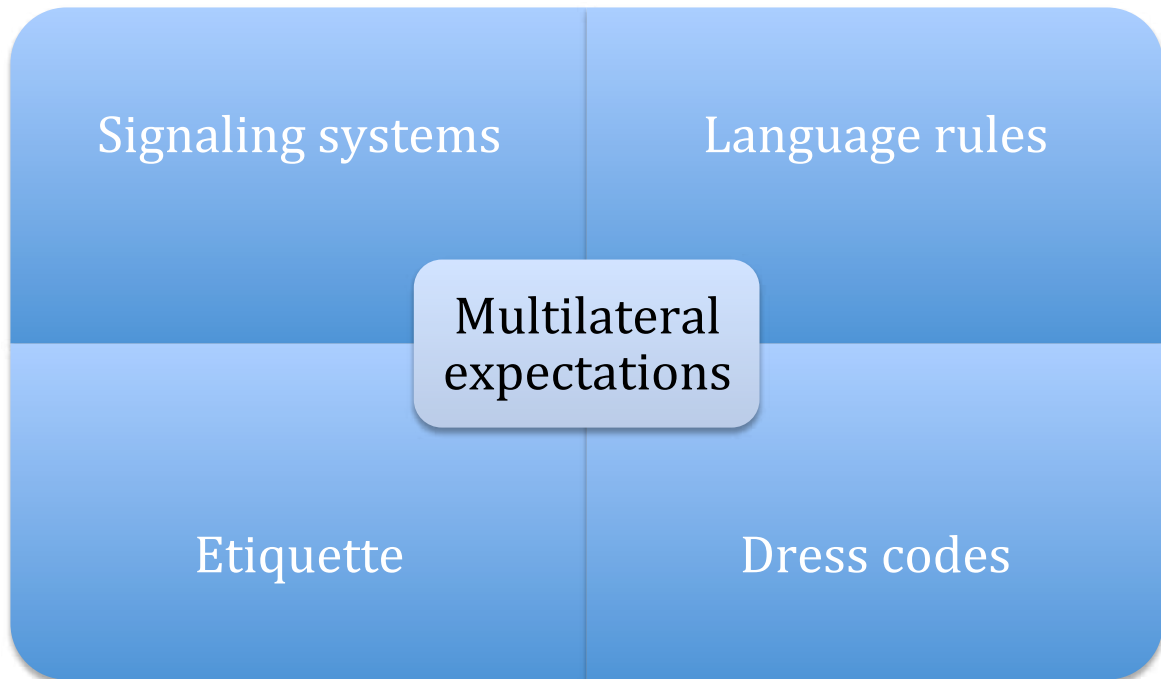 Signaling systems
Language rules
Multilateral
expectations
Etiquette
Dress codes